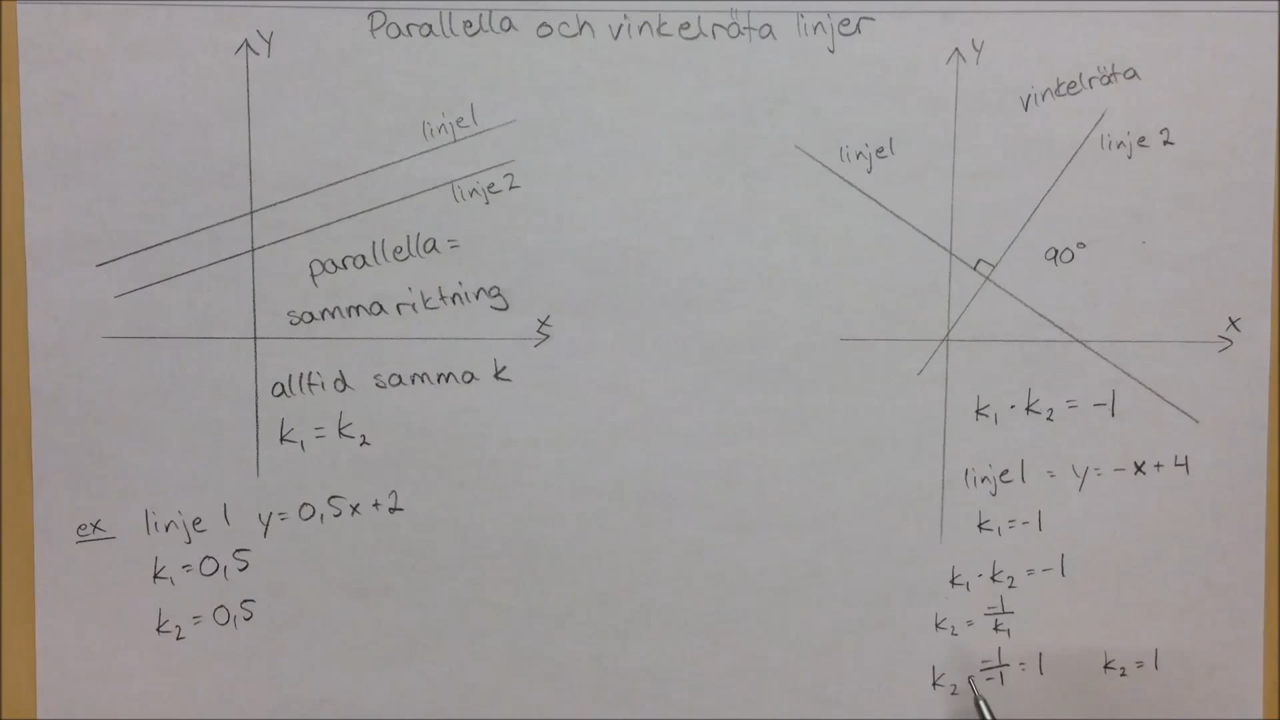 Parallella och vinkelräta linjer
y
linje1
linje2
parallella=
samma riktning
x
alltid samma k
k₁=k₂
ex linje 1 y=0,5x+2
k₁=0,5
k₂=0,5
y
vinkelräta
linje1
linje 2
90°
x
k₁·k₂=-1
linje1 = y=-x+4
k₁=-1
k₁·k₂=-1
k₂=-1/k₁
k₂ -1/-1=1 k₂=1